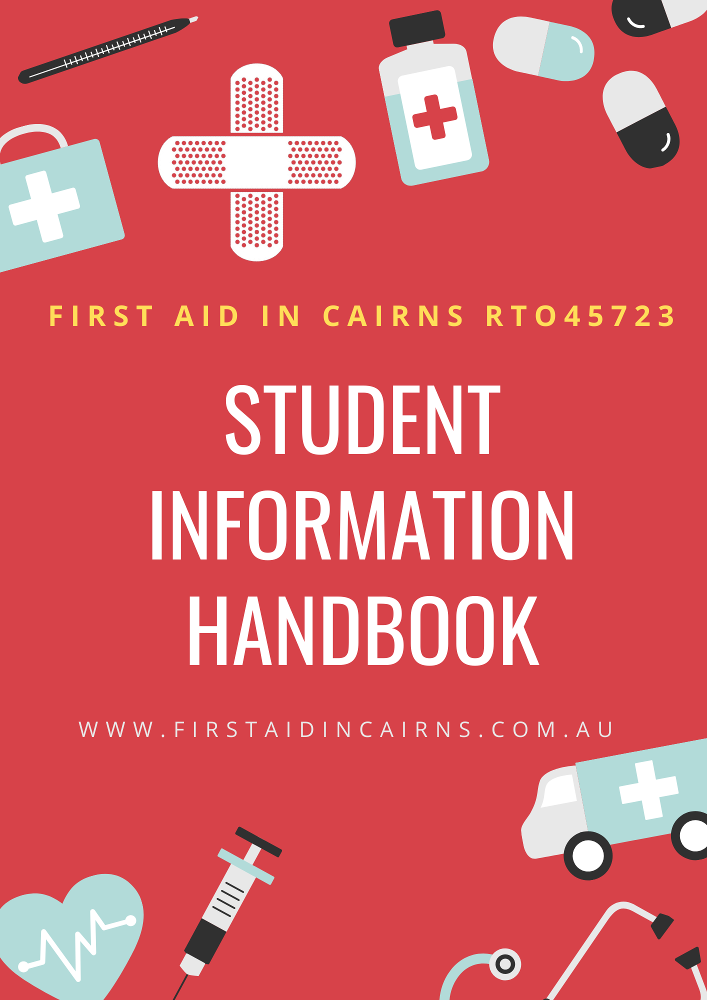 FIRST AID IN CAIRNS RTO45723
STUDENT
INFORMATION
HANDBOOK
WWW.FIRSTAIDINCAIRNS.COM.AU